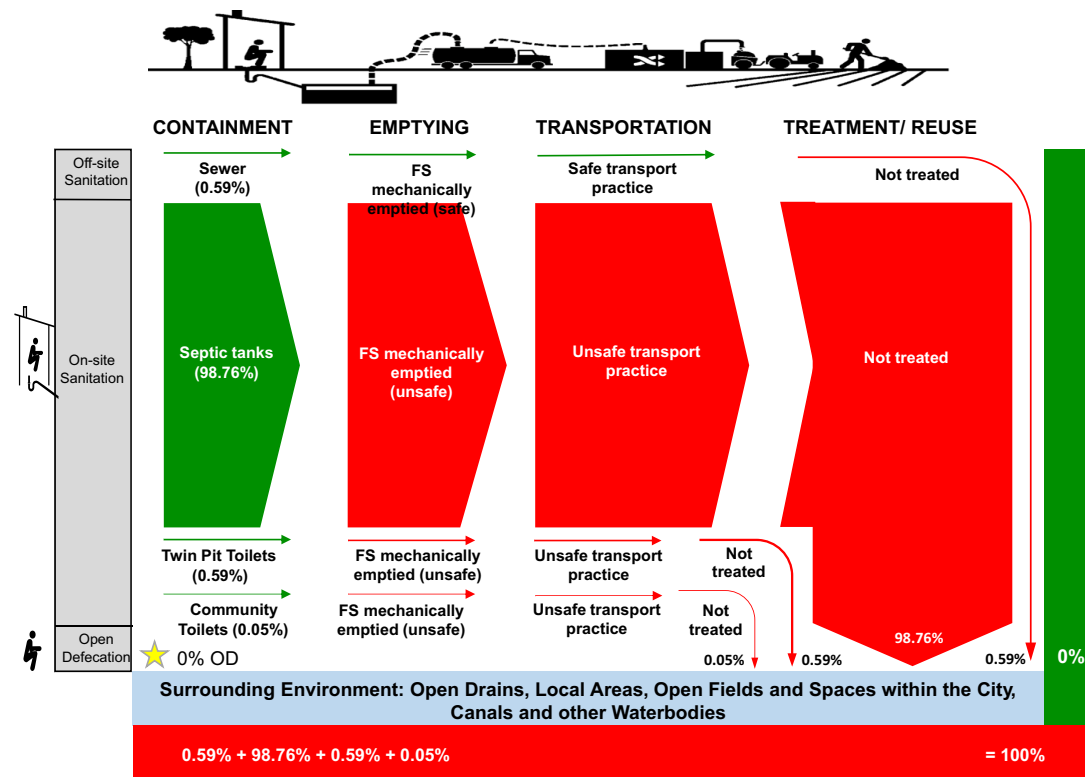 CONTAINMENT
EMPTYING
TRANSPORTATION
TREATMENT/ REUSE
Off-site
Sanitation
Sewer
(0.59%)
FS
mechanically
emptied (safe)
Safe transport
practice
Not treated
On-site
Sanitation
Septic tanks
(98.76%)
FS mechanically
emptied
(unsafe)
Unsafe transport
practice
Not treated
Twin Pit Toilets
(0.59%)
FS mechanically
emptied (unsafe)
Unsafe transport
practice
Not
treated
Community
Toilets (0.05%)
FS mechanically
emptied (unsafe)
Unsafe transport
practice
Not
treated
Open
Defecation
0% OD
0.05%
0.59%
98.76%
0.59%
0%
Surrounding Environment: Open Drains, Local Areas, Open Fields and Spaces within the City,
Canals and other Waterbodies
0.59% + 98.76% + 0.59% + 0.05%
= 100%